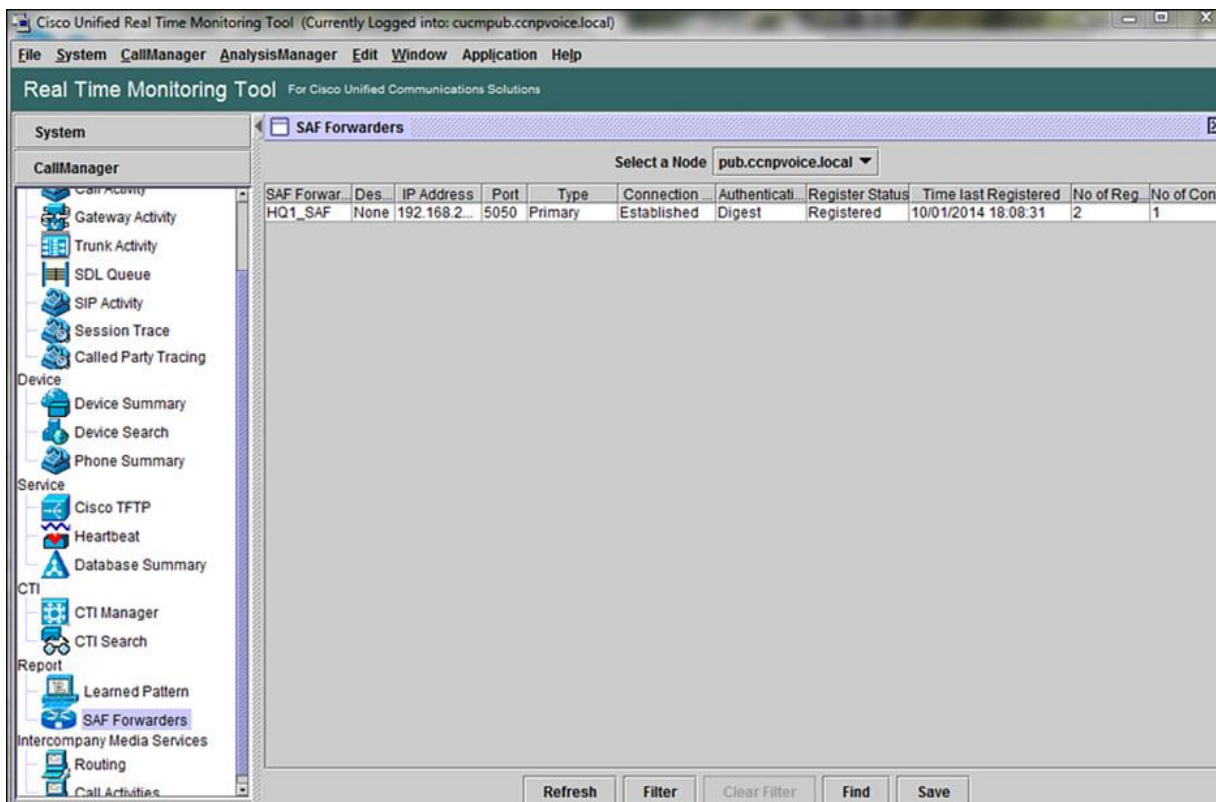 Cisco Unified Real Time Monitoring Tool (Currently Logged into: cucmpub.ccnpvoice.local)
File System CallManager AnalysisManager Edit Window Application Help
Real Time Monitoring Tool For Cisco Unified Communications Solutions
System
CallManager
Call Activity
Gateway Activity
Trunk Activity
SDL Queue
SIP Activity
Session Trace
Called Party Tracing
Device
Device Summary
Device Search
Phone Summary
Service
Cisco TFTP
Heartbeat
Database Summary
CTI
CTI Manager
CTI Search
Report
Learned Pattern
SAF Forwarders
Intercompany Media Services
Routing
Call Activities
SAF Forwarders
Select a Node pub.ccnpvoice.local
SAF Forwar... Des... IP Address Port Type Connection ... Authenticati... Register Status Time last Registered No of Reg... No of Con
HQ1_SAF None 192.168.2... 5050 Primary Established Digest Registered 10/01/2014 18:08:31 2 1
Refresh Filter Clear Filter Find Save